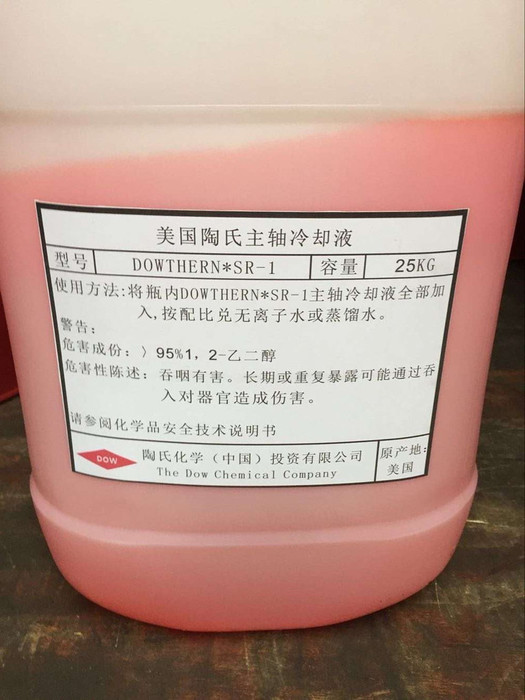 美国陶氏主轴冷却液
型号 DOWTHERN*SR-1 容量 25KG
使用方法:将瓶内DOWTHERN*SR-1主轴冷却液全部加
入,按配比兑无离子水或蒸馏水。
警告:
危害成份: 〉95%1, 2-乙二醇
危害性陈述: 吞咽有害。长期或重复暴露可能通过吞
入对器官造成伤害。
请参阅化学品安全技术说明书
DOW 陶氏化学（中国）投资有限公司 原产地:
The Dow Chemical Company 美国